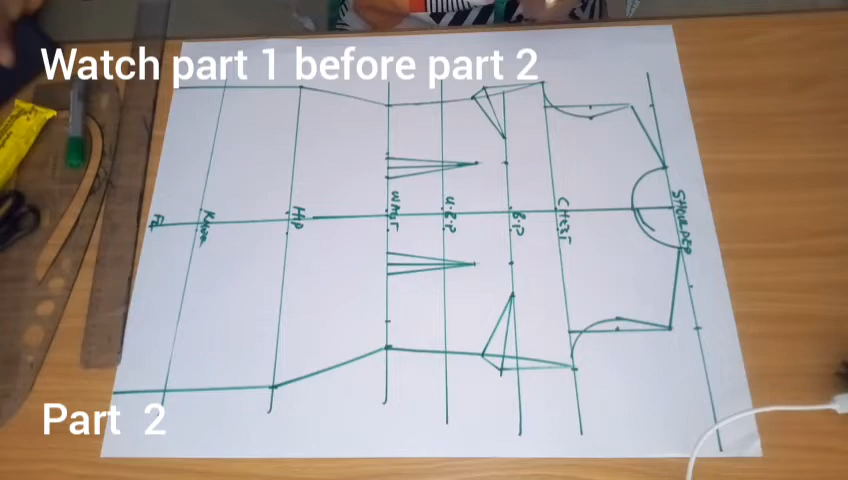 Watch part 1 before part 2
SHOULDER
CHEST
B.P
U.B.P
WAIST
HIP
KNEE
FL
Part 2